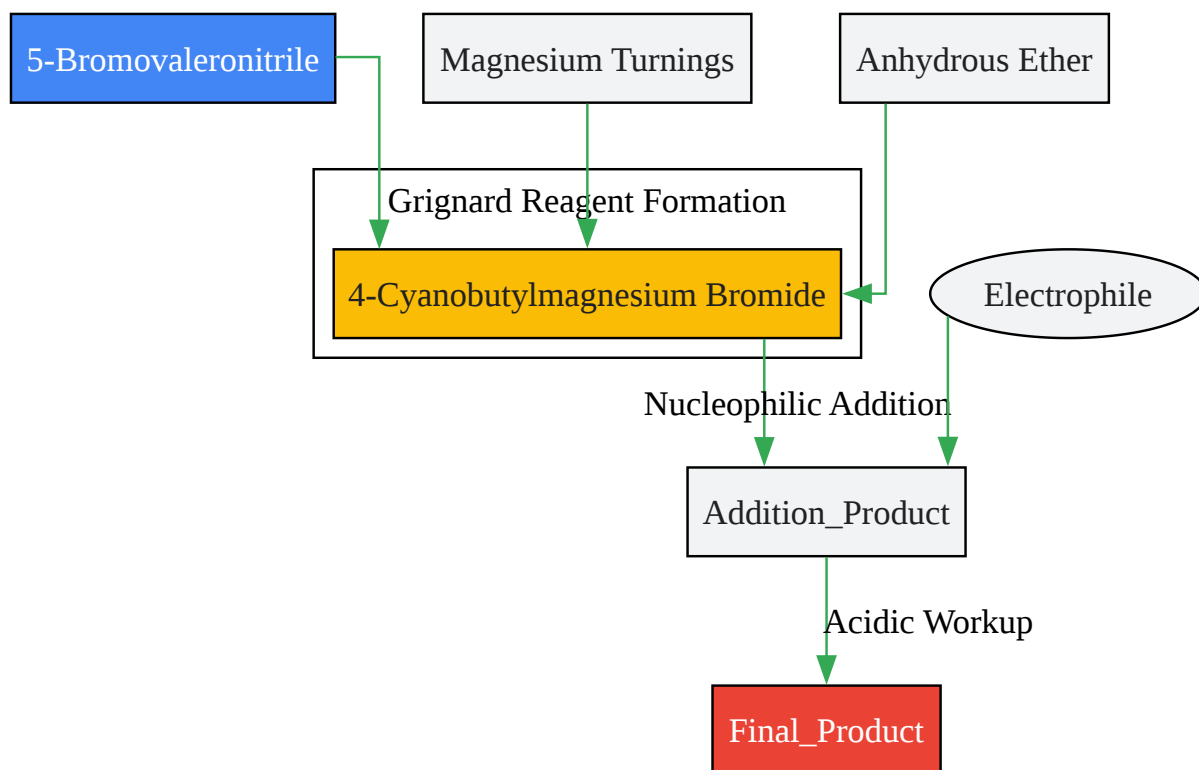 5-Bromovaleronitrile
Magnesium Turnings
Anhydrous Ether
Grignard Reagent Formation
4-Cyanobutylmagnesium Bromide
Electrophile
Nucleophilic Addition
Addition_Product
Acidic Workup
Final_Product